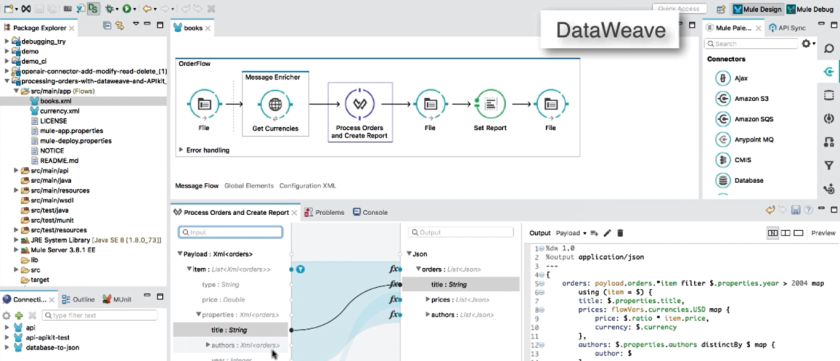 Quick Access
Mule Design
Mule Debug
DataWeave
Package Explorer
debugging_try
demo
demo_ci
openair-connector-add-modify-read-delete_(1)
processing-orders-with-dataweave-and-APIkit
src/main/app (Flows)
books.xml
currency.xml
LICENSE
mule-app.properties
mule-deploy.properties
NOTICE
README.md
src/main/api
src/main/java
src/main/resources
src/main/wsdl
src/test/java
src/test/munit
src/test/resources
JRE System Library [Java SE 8 (1.8.0_73)]
Mule Server 3.8.1 EE
lib
src
target
books
OrderFlow
Message Enricher
File
Get Currencies
Process Orders
and Create Report
File
Set Report
File
Error handling
Message Flow Global Elements Configuration XML
Mule Pale...
API Sync
Search
Connectors
Ajax
Amazon S3
Amazon SQS
Anypoint MQ
CMIS
Database
Connecti...
Outline
MUnit
type filter text
api
api-apikit-test
database-to-json
Process Orders and Create Report
Problems
Console
Input
Payload : Xml<orders>
item : List<Xml<orders>>
type : String
price : Double
properties : Xml<orders>
title : String
authors : Xml<orders>
year : Integer
fx
fx
fx
fx
Output
Json
orders : List<Json>
title : String
prices : List<Json>
authors : List<Json>
Output Payload
Preview
1 %dw 1.0
2 %output application/json
3 ---
4 {
5 orders: payload.orders.*item filter $.properties.year > 2004 map
6 using (item = $) {
7 title: $.properties.title,
8 prices: flowVars.currencies.USD map {
9 price: $.ratio * item.price,
10 currency: $.currency
11 },
12 authors: $.properties.authors distinctBy $ map {
13 author: $